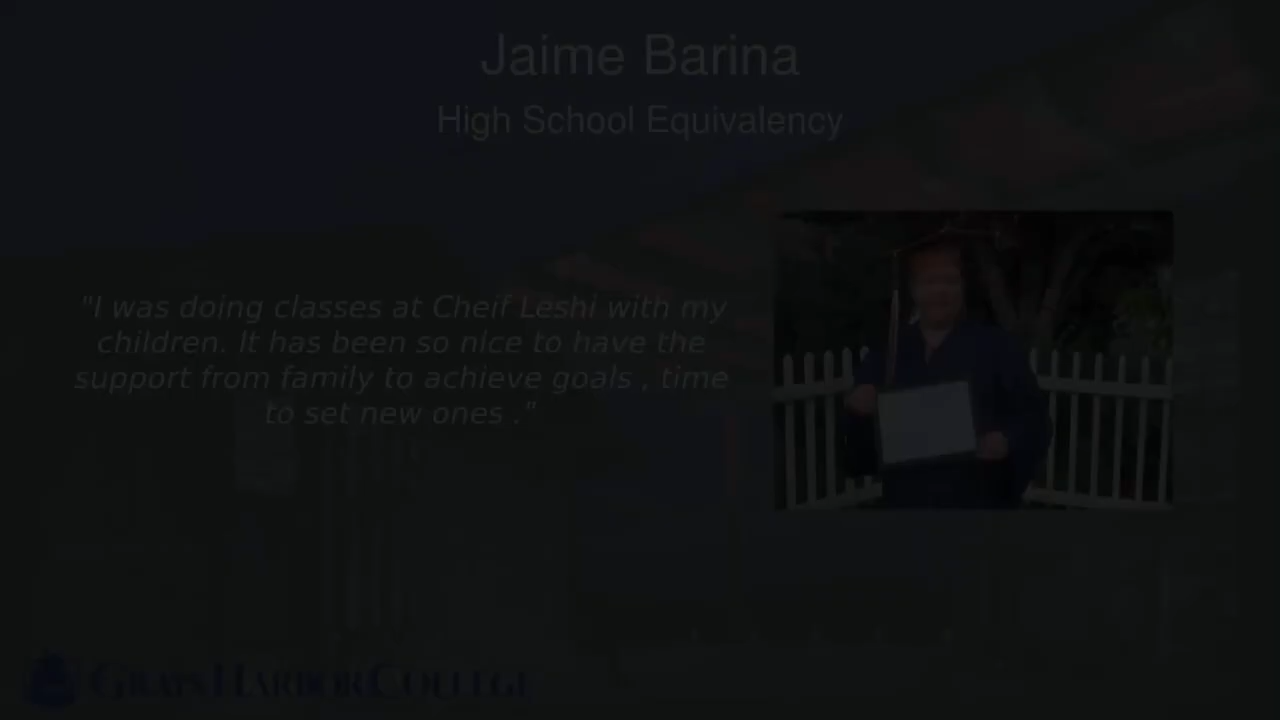 Jaime Barina
High School Equivalency
"I was doing classes at Cheif Leshi with my
children. It has been so nice to have the
support from family to achieve goals , time
to set new ones ."
GRAYS HARBOR COLLEGE